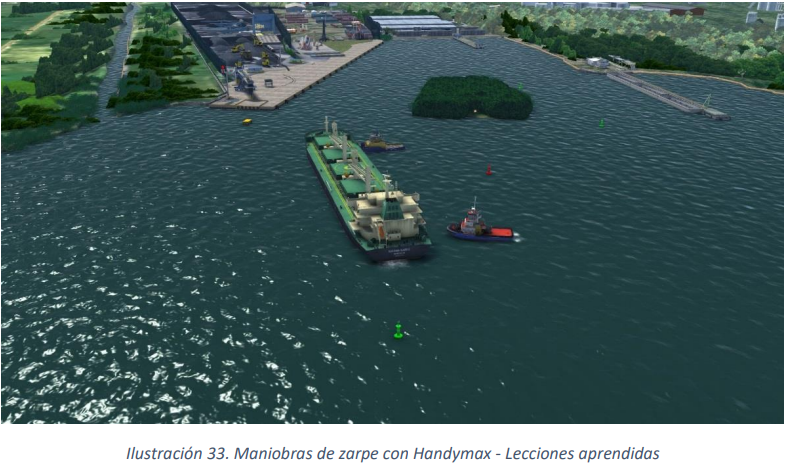 Ilustración 33. Maniobras de zarpe con Handymax - Lecciones aprendidas